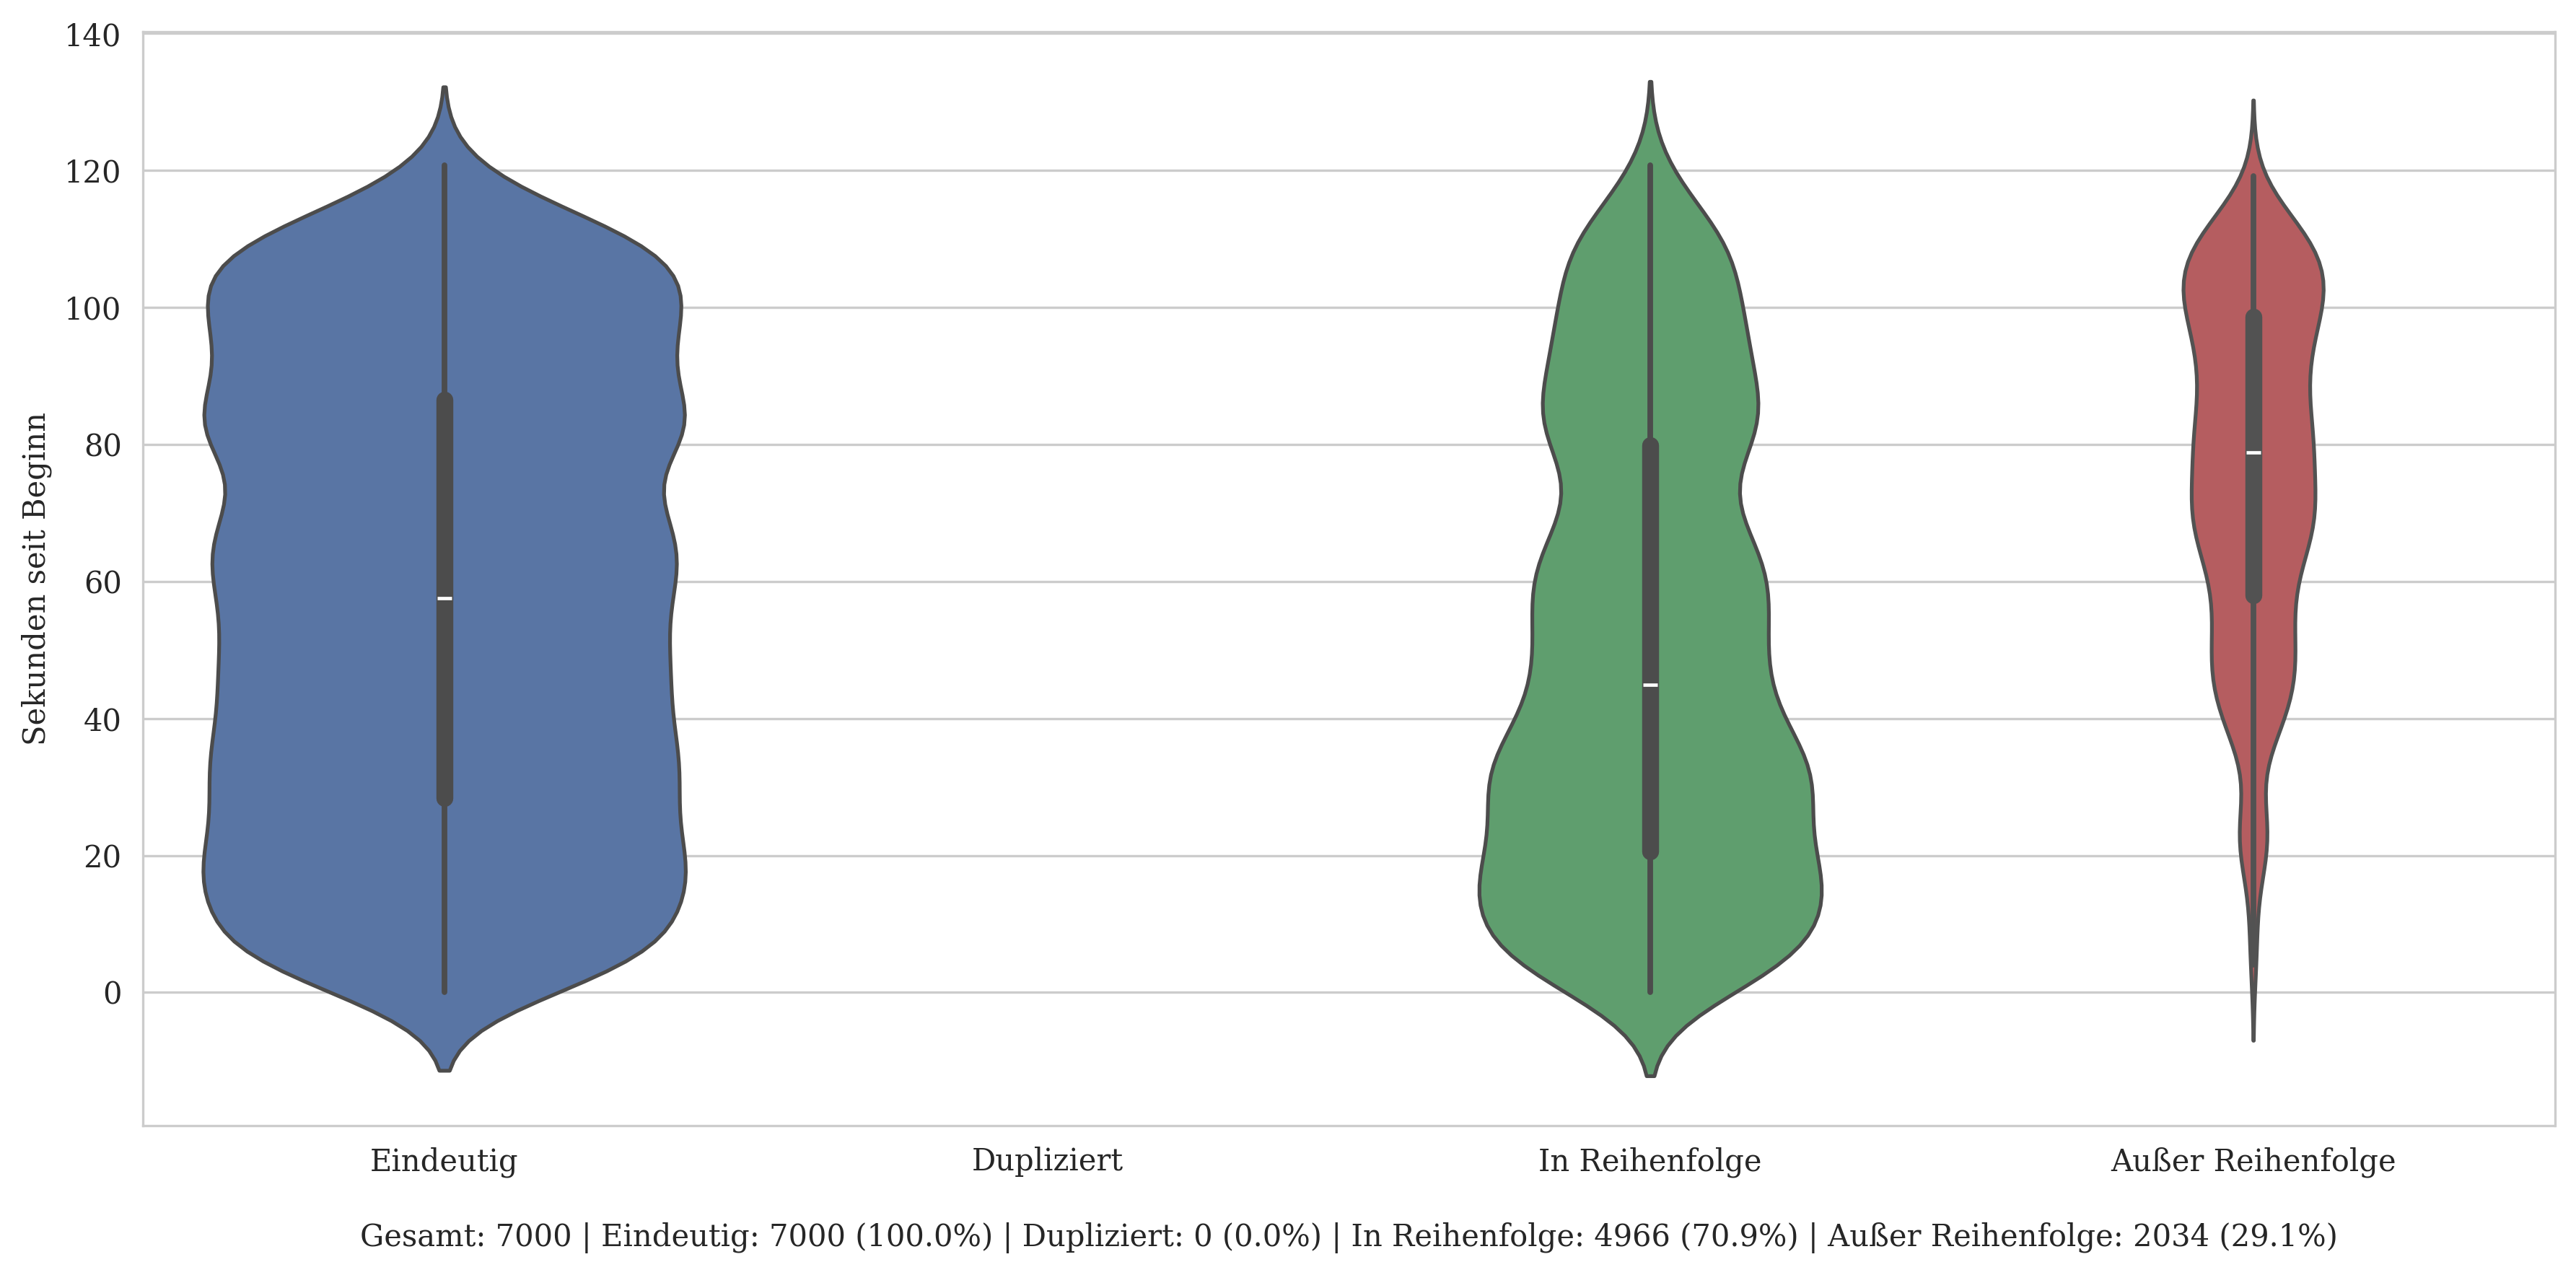 Sekunden seit Beginn
140
120
100
80
60
40
20
0
Eindeutig
Dupliziert
In Reihenfolge
Außer Reihenfolge
Gesamt: 7000 | Eindeutig: 7000 (100.0%) | Dupliziert: 0 (0.0%) | In Reihenfolge: 4966 (70.9%) | Außer Reihenfolge: 2034 (29.1%)